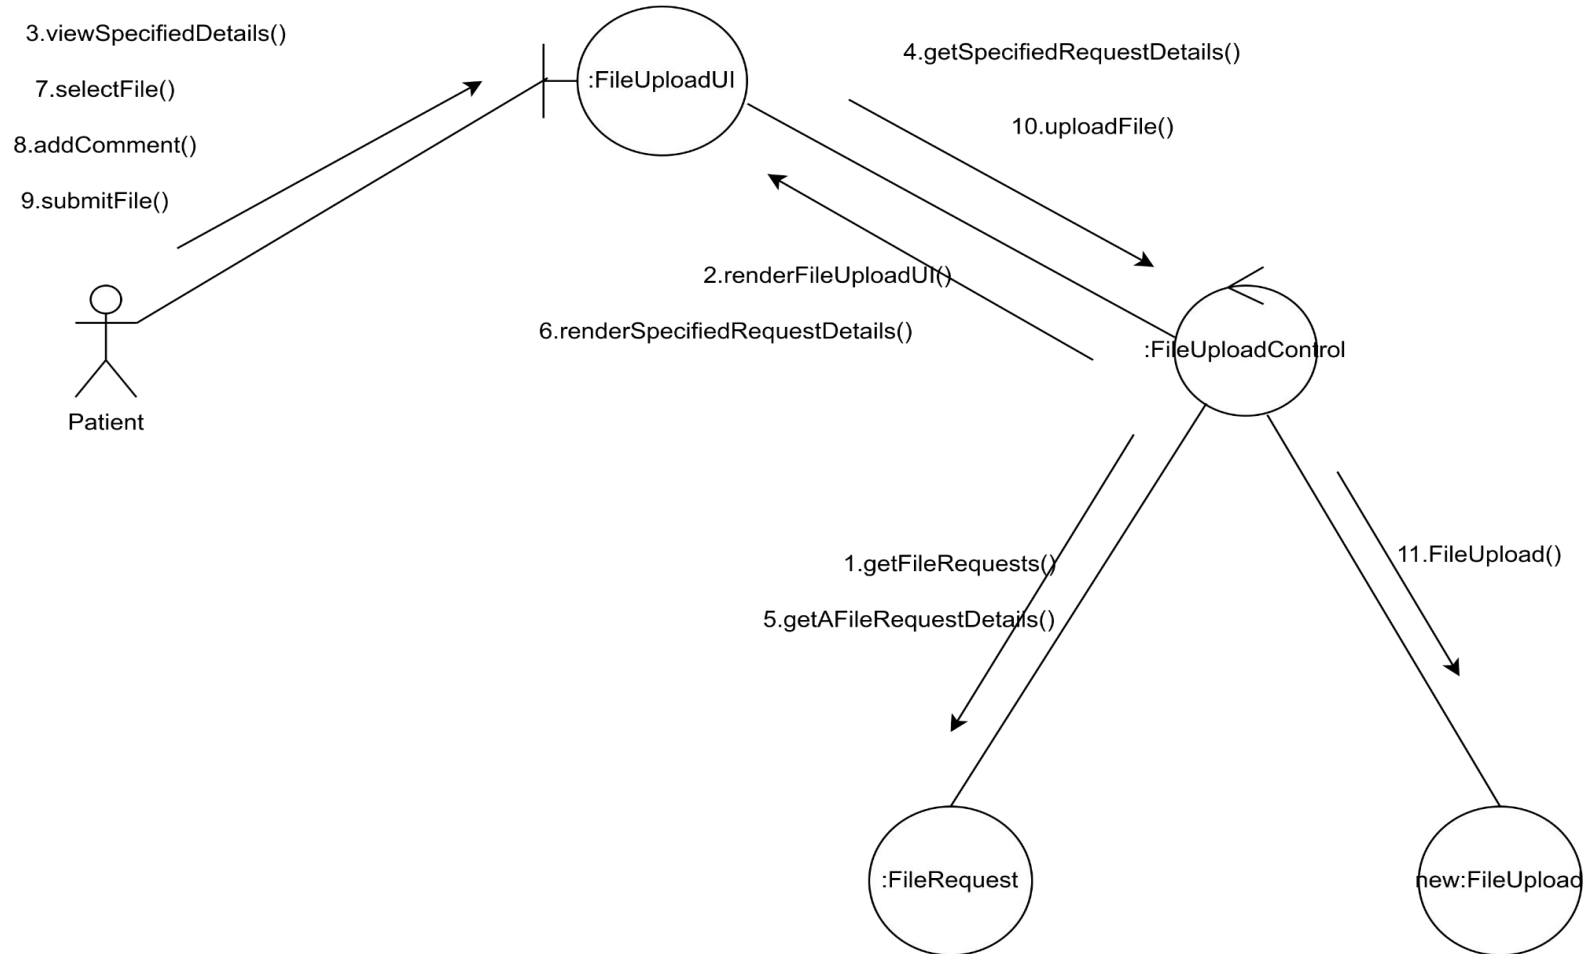 3.viewSpecifiedDetails()
7.selectFile()
8.addComment()
9.submitFile()
:FileUploadUI
4.getSpecifiedRequestDetails()
10.uploadFile()
2.renderFileUploadUI()
6.renderSpecifiedRequestDetails()
:FileUploadControl
Patient
1.getFileRequests()
5.getAFileRequestDetails()
11.FileUpload()
:FileRequest
new:FileUpload